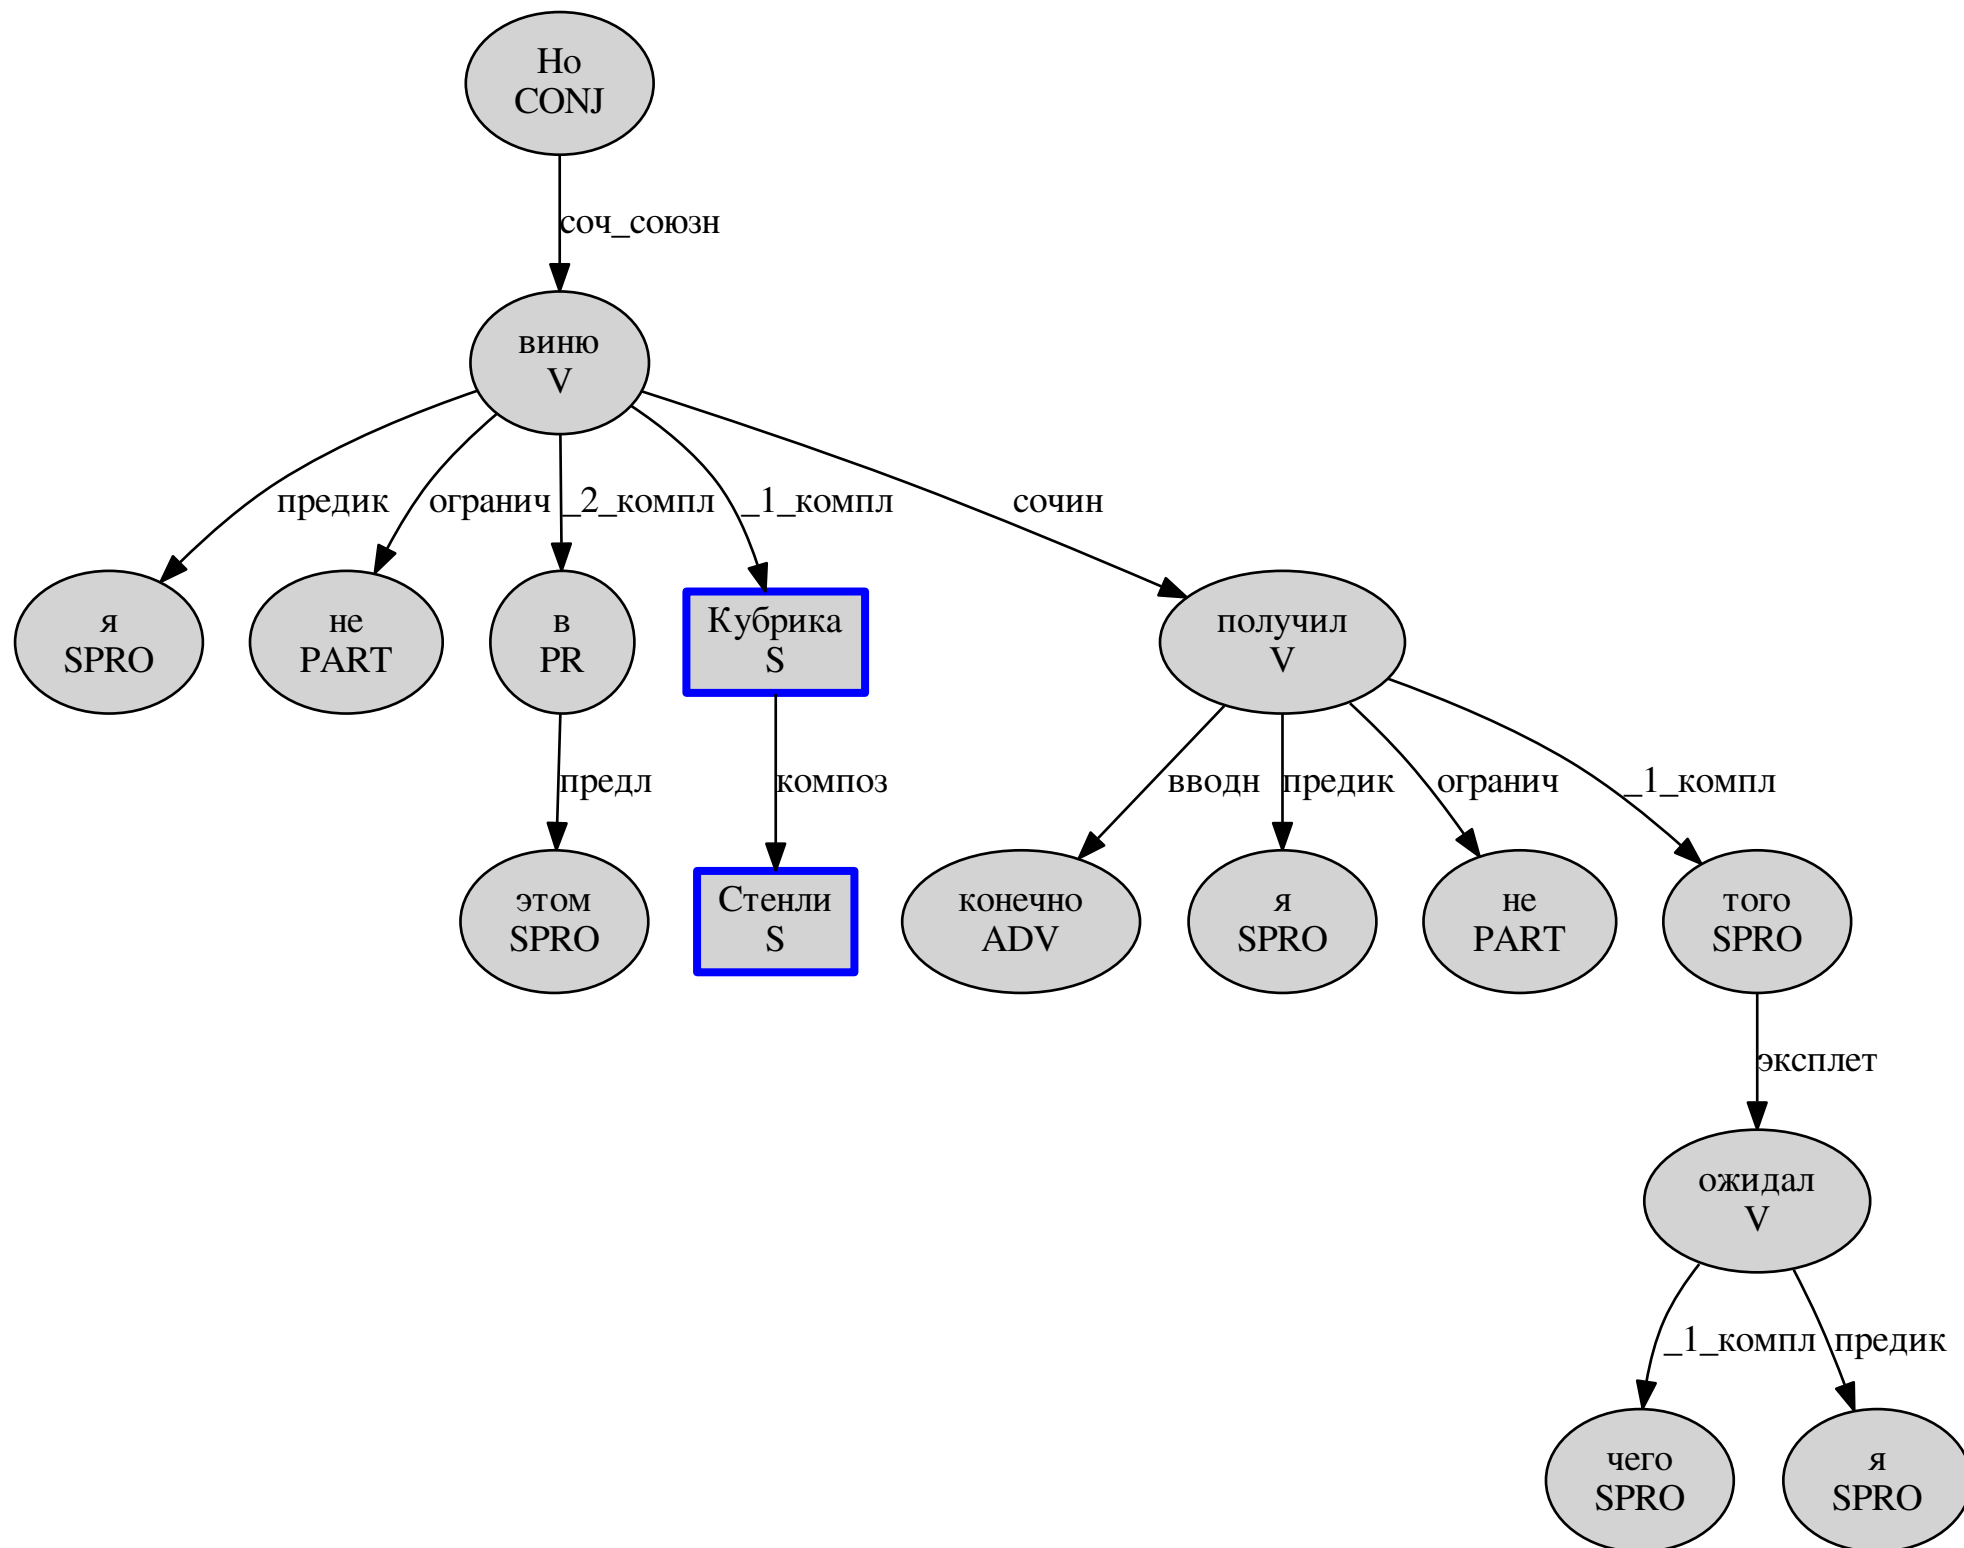 Но
CONJ
соч_союзн
виню
V
предик
огранич
_2_компл
_1_компл
сочин
я
SPRO
не
PART
в
PR
Кубрика
S
получил
V
предл
композ
вводн
предик
огранич
_1_компл
этом
SPRO
Стенли
S
конечно
ADV
я
SPRO
не
PART
того
SPRO
эксплет
ожидал
V
_1_компл
предик
чего
SPRO
я
SPRO